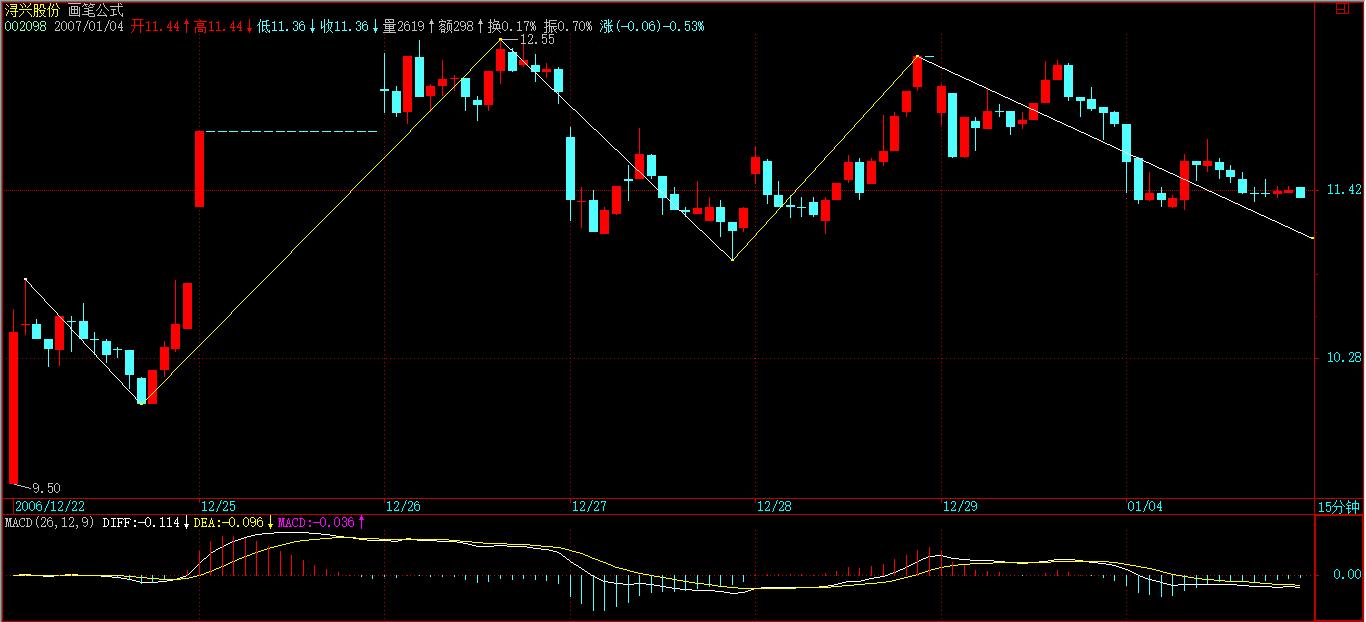 浔兴股份 画笔公式
002098 2007/01/04 开11.44↑高11.44↓低11.36↓收11.36↓量2619↑额298↑换0.17% 振0.70% 涨(-0.06)-0.53%
12.55
11.42
10.28
9.50
2006/12/22 12/25 12/26 12/27 12/28 12/29 01/04 15分钟
MACD(26,12,9) DIFF:-0.114↓DEA:-0.096↓MACD:-0.036↑
0.00